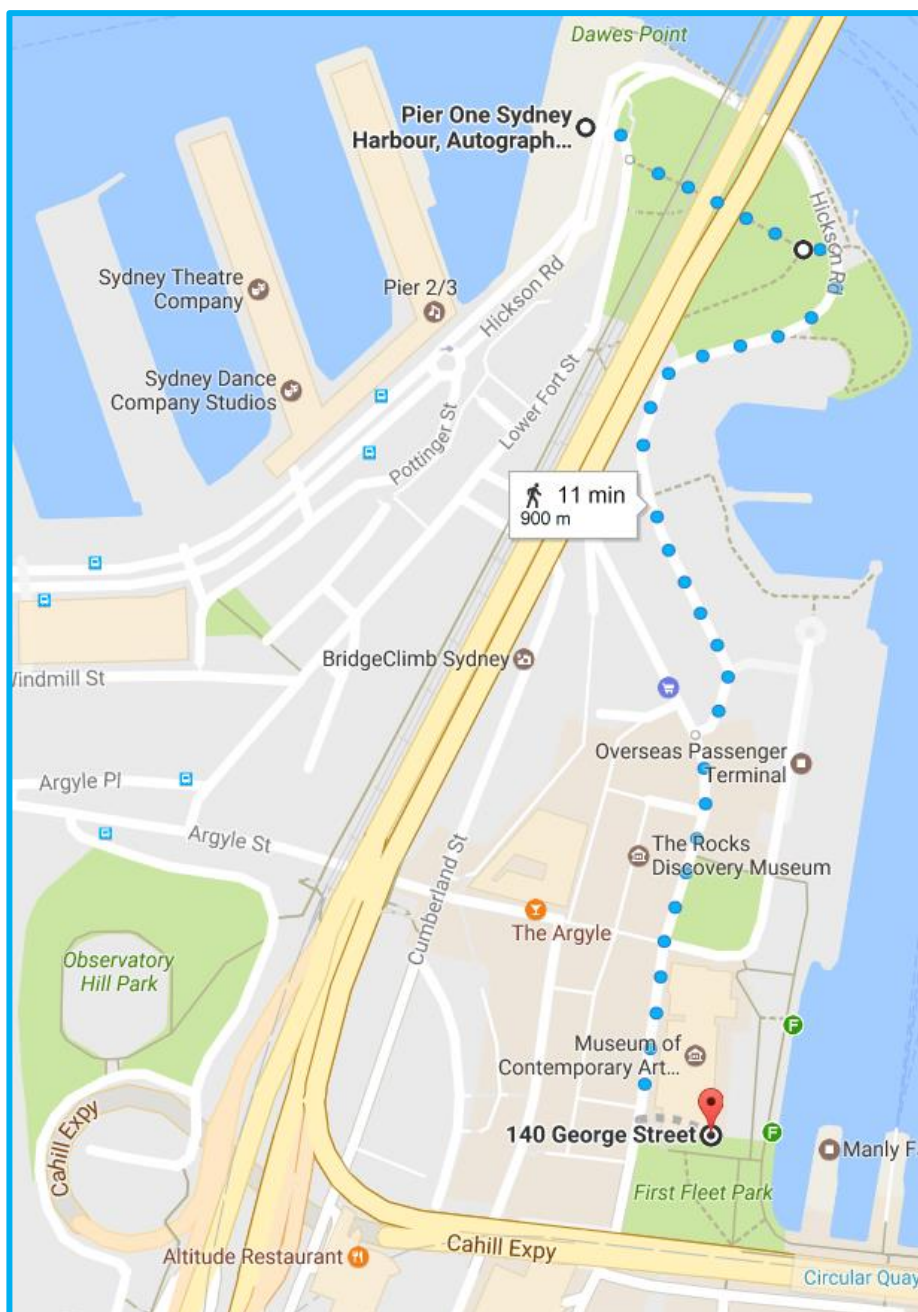 Dawes Point
Pier One Sydney
Harbour, Autograph...
Hickson Rd
Sydney Theatre
Company
Pier 2/3
Hickson Rd
Sydney Dance
Company Studios
Lower Fort St
Pottinger St
11 min
900 m
BridgeClimb Sydney
Windmill St
Overseas Passenger
Terminal
Argyle Pl
Argyle St
The Rocks
Discovery Museum
Cumberland St
The Argyle
Observatory
Hill Park
F
Museum of
Contemporary Art...
140 George Street
F
Manly F
Cahill Expy
First Fleet Park
Cahill Expy
Altitude Restaurant
Circular Quay